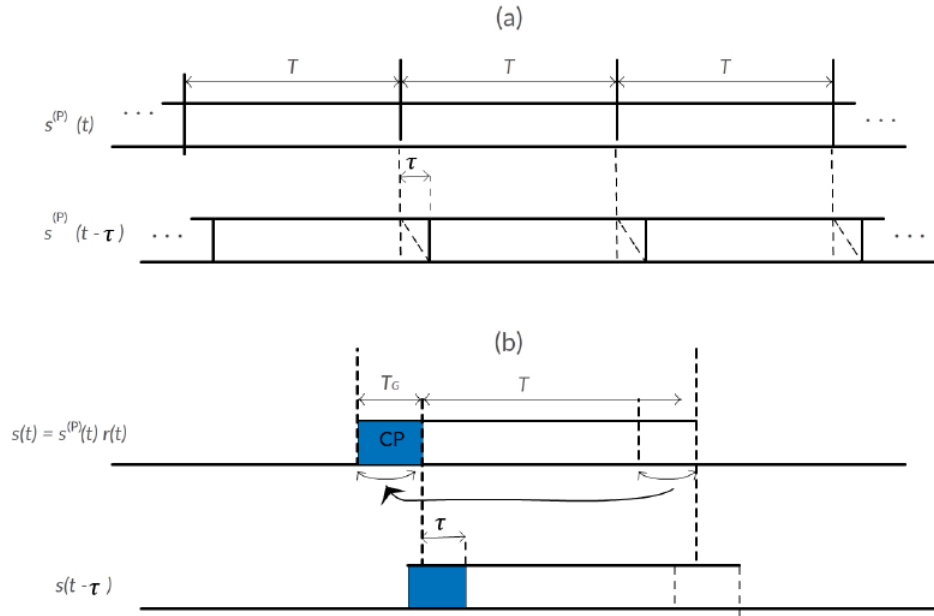 (a)
T T T
. . . s(P) (t) . . .
τ
s(P) (t - τ) . . . . . .
(b)
TG T
s(t) = s(P)(t) r(t) CP
τ
s(t - τ)